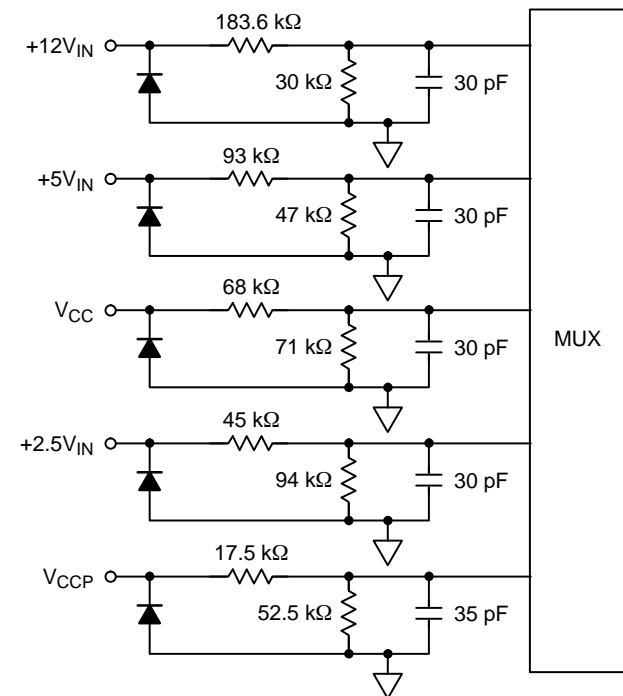 183.6 kΩ
+12V_IN
30 kΩ
30 pF
93 kΩ
+5V_IN
47 kΩ
30 pF
68 kΩ
V_CC
71 kΩ
30 pF
MUX
45 kΩ
+2.5V_IN
94 kΩ
30 pF
17.5 kΩ
V_CCP
52.5 kΩ
35 pF